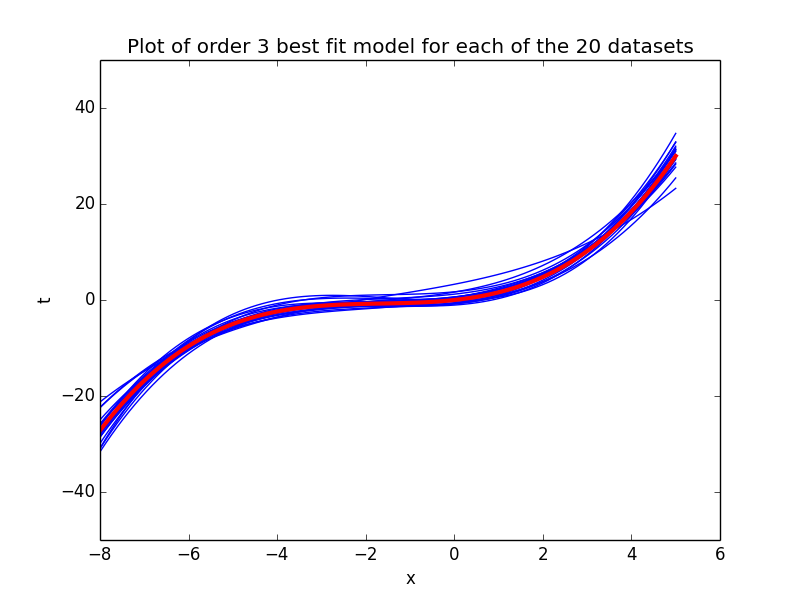 Plot of order 3 best fit model for each of the 20 datasets
40
20
0
−20
−40
t
−8 −6 −4 −2 0 2 4 6
x